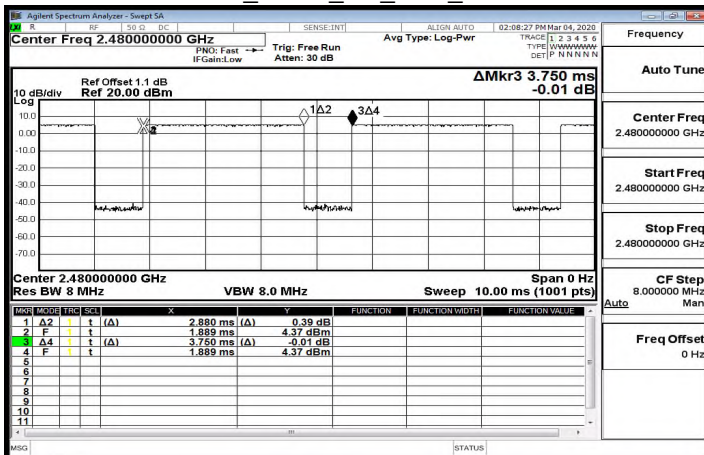 Agilent Spectrum Analyzer - Swept SA
R RF 50 Ω DC SENSE:INT ALIGN AUTO 02:08:27 PM Mar 04, 2020
Center Freq 2.480000000 GHz
PNO: Fast
IFGain:Low
Trig: Free Run
Atten: 30 dB
Avg Type: Log-Pwr
TRACE 1 2 3 4 5 6
TYPE WWWWWW
DET P N N N N N
Ref Offset 1.1 dB
Ref 20.00 dBm
10 dB/div
Log
ΔMkr3 3.750 ms
-0.01 dB
1Δ2
3Δ4
10.0
0.00
-10.0
-20.0
-30.0
-40.0
-50.0
-60.0
-70.0
Center 2.480000000 GHz
Span 0 Hz
Res BW 8 MHz
VBW 8.0 MHz
Sweep 10.00 ms (1001 pts)
MKR MODE TRC SCL X Y FUNCTION FUNCTION WIDTH FUNCTION VALUE
1 Δ2 1 t (Δ) 2.880 ms (Δ) 0.39 dB
2 F 1 t 1.889 ms 4.37 dBm
3 Δ4 1 t (Δ) 3.750 ms (Δ) -0.01 dB
4 F 1 t 1.889 ms 4.37 dBm
5
6
7
8
9
10
11
MSG
STATUS
Frequency
Auto Tune
Center Freq
2.480000000 GHz
Start Freq
2.480000000 GHz
Stop Freq
2.480000000 GHz
CF Step
8.000000 MHz
Auto Man
Freq Offset
0 Hz